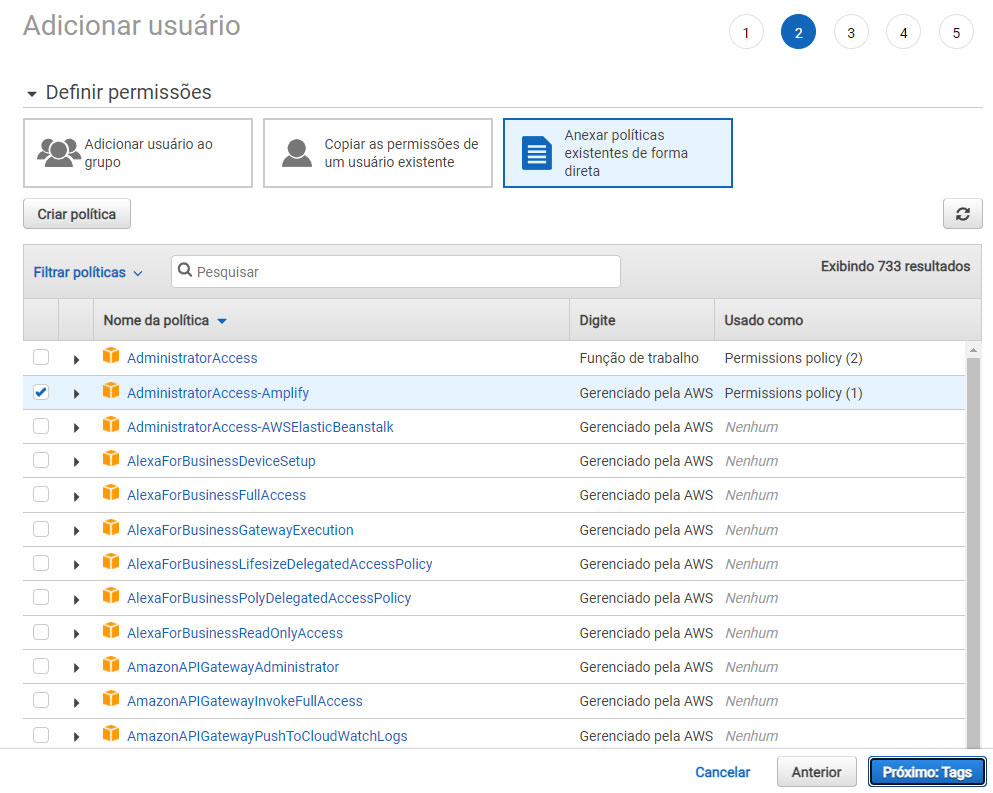 Adicionar usuário
1 2 3 4 5
Definir permissões
Adicionar usuário ao
grupo
Copiar as permissões de
um usuário existente
Anexar políticas
existentes de forma
direta
Criar política
Filtrar políticas Pesquisar Exibindo 733 resultados
Nome da política Digite Usado como
AdministratorAccess Função de trabalho Permissions policy (2)
AdministratorAccess-Amplify Gerenciado pela AWS Permissions policy (1)
AdministratorAccess-AWSElasticBeanstalk Gerenciado pela AWS Nenhum
AlexaForBusinessDeviceSetup Gerenciado pela AWS Nenhum
AlexaForBusinessFullAccess Gerenciado pela AWS Nenhum
AlexaForBusinessGatewayExecution Gerenciado pela AWS Nenhum
AlexaForBusinessLifesizeDelegatedAccessPolicy Gerenciado pela AWS Nenhum
AlexaForBusinessPolyDelegatedAccessPolicy Gerenciado pela AWS Nenhum
AlexaForBusinessReadOnlyAccess Gerenciado pela AWS Nenhum
AmazonAPIGatewayAdministrator Gerenciado pela AWS Nenhum
AmazonAPIGatewayInvokeFullAccess Gerenciado pela AWS Nenhum
AmazonAPIGatewayPushToCloudWatchLogs Gerenciado pela AWS Nenhum
Cancelar Anterior Próximo: Tags